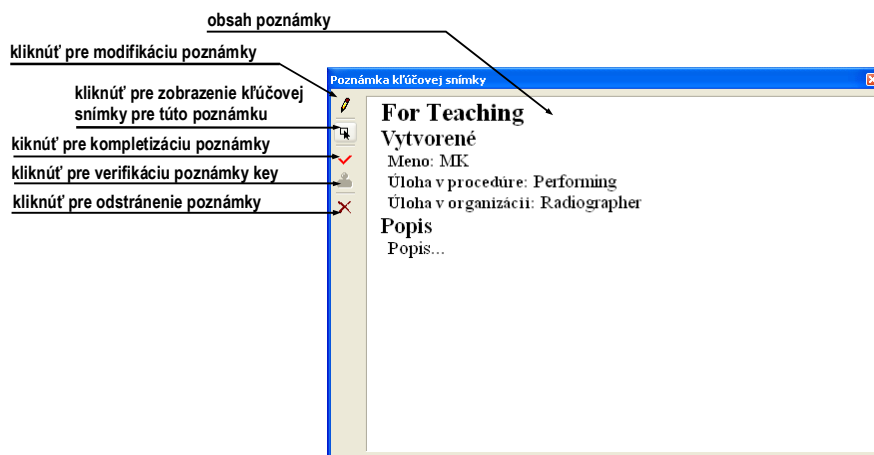 obsah poznámky
kliknúť pre modifikáciu poznámky
kliknúť pre zobrazenie kľúčovej
snímky pre túto poznámku
kiknúť pre kompletizáciu poznámky
kliknúť pre verifikáciu poznámky key
kliknúť pre odstránenie poznámky
Poznámka kľúčovej snímky
For Teaching
Vytvorené
Meno: MK
Úloha v procedúre: Performing
Úloha v organizácii: Radiographer
Popis
Popis...